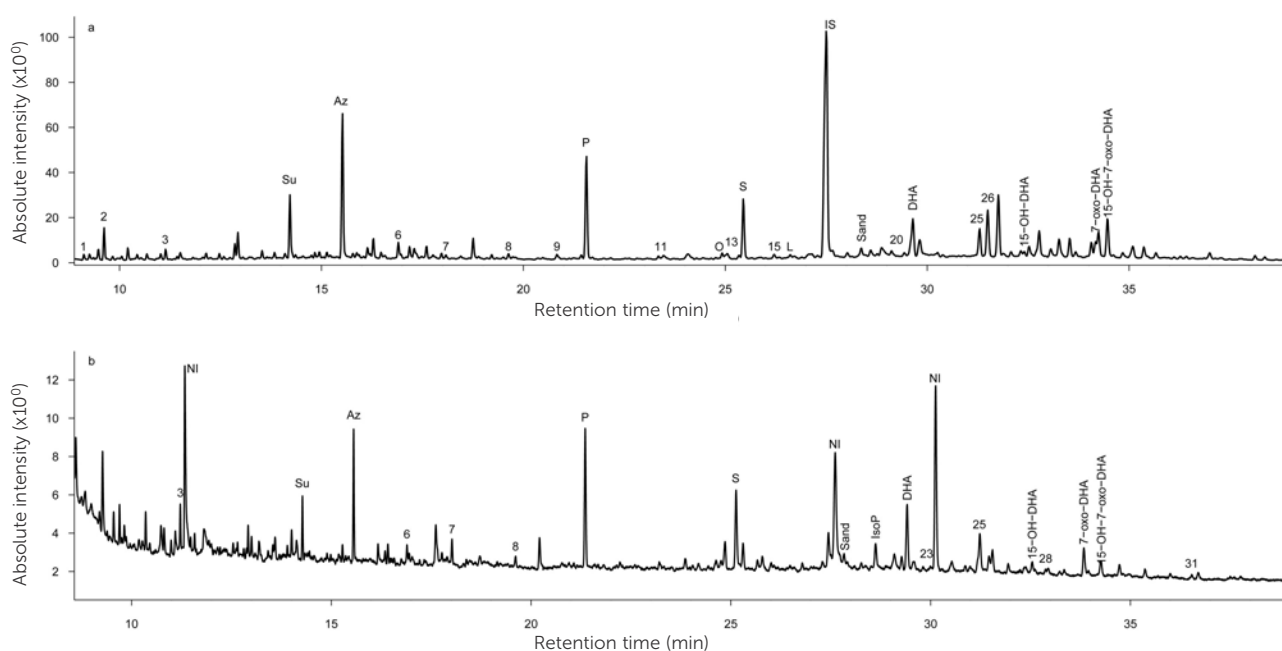 a
Absolute intensity (x10⁰)
100
80
60
40
20
0
1
2
3
Su
Az
6
7
8
9
P
11
O
13
S
15
L
IS
Sand
20
DHA
25
26
15-OH-DHA
7-oxo-DHA
15-OH-7-oxo-DHA
10 15 20 25 30 35
Retention time (min)
b
Absolute intensity (x10⁰)
12
10
8
6
4
2
3
NI
Su
Az
6
7
8
P
S
NI
Sand
IsoP
DHA
23
NI
25
15-OH-DHA
28
7-oxo-DHA
15-OH-7-oxo-DHA
31
10 15 20 25 30 35
Retention time (min)